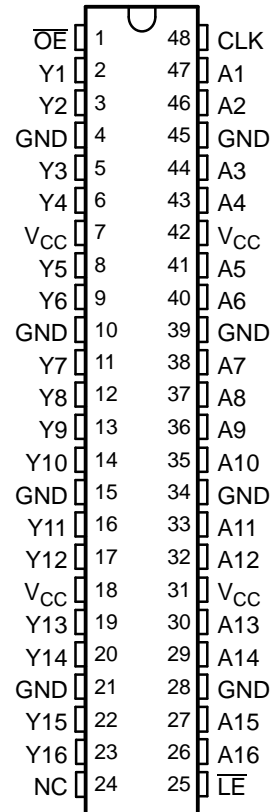 O̅E̅ 1 48 CLK
Y1 2 47 A1
Y2 3 46 A2
GND 4 45 GND
Y3 5 44 A3
Y4 6 43 A4
VCC 7 42 VCC
Y5 8 41 A5
Y6 9 40 A6
GND 10 39 GND
Y7 11 38 A7
Y8 12 37 A8
Y9 13 36 A9
Y10 14 35 A10
GND 15 34 GND
Y11 16 33 A11
Y12 17 32 A12
VCC 18 31 VCC
Y13 19 30 A13
Y14 20 29 A14
GND 21 28 GND
Y15 22 27 A15
Y16 23 26 A16
NC 24 25 L̅E̅